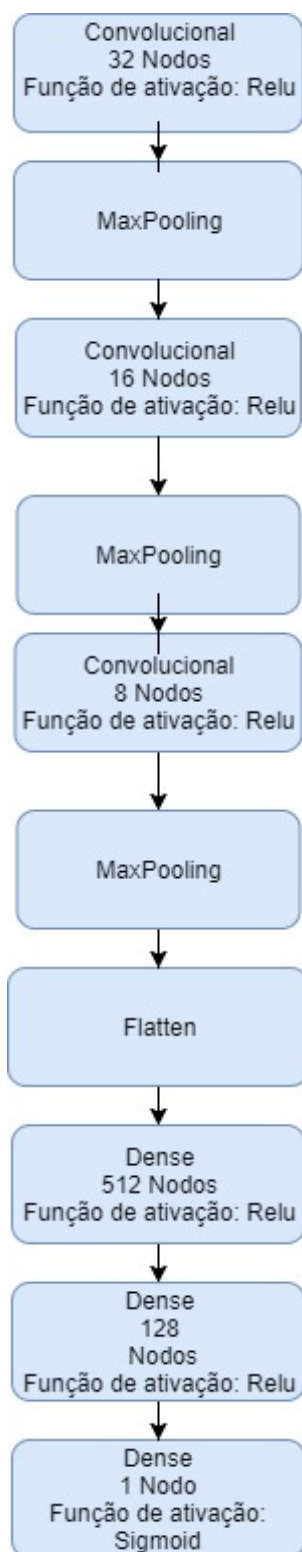 Convolucional
32 Nodos
Função de ativação: Relu
MaxPooling
Convolucional
16 Nodos
Função de ativação: Relu
MaxPooling
Convolucional
8 Nodos
Função de ativação: Relu
MaxPooling
Flatten
Dense
512 Nodos
Função de ativação: Relu
Dense
128
Nodos
Função de ativação: Relu
Dense
1 Nodo
Função de ativação:
Sigmoid